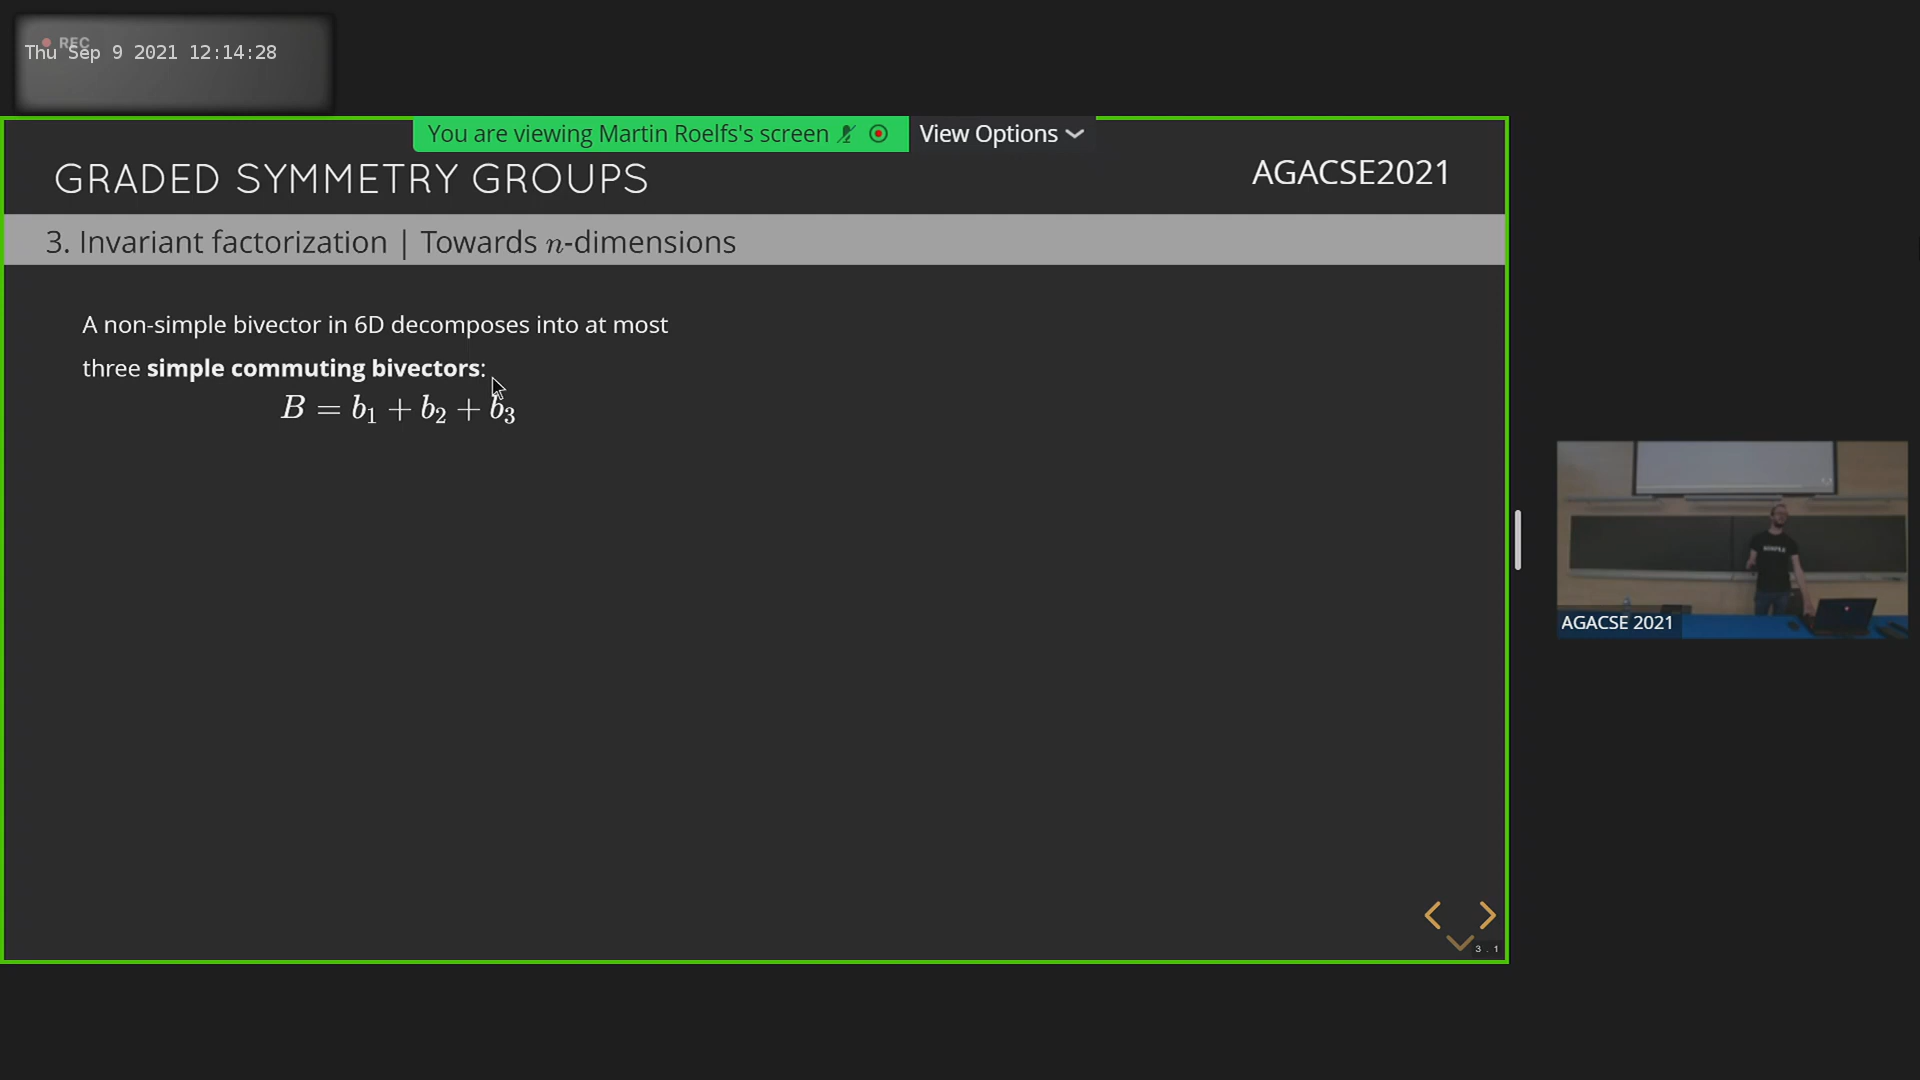 REC
Thu Sep 9 2021 12:14:28
You are viewing Martin Roelfs's screen
View Options
GRADED SYMMETRY GROUPS
AGACSE2021
3. Invariant factorization | Towards n-dimensions
A non-simple bivector in 6D decomposes into at most
three simple commuting bivectors:
B = b₁ + b₂ + b₃
AGACSE 2021
3 . 1